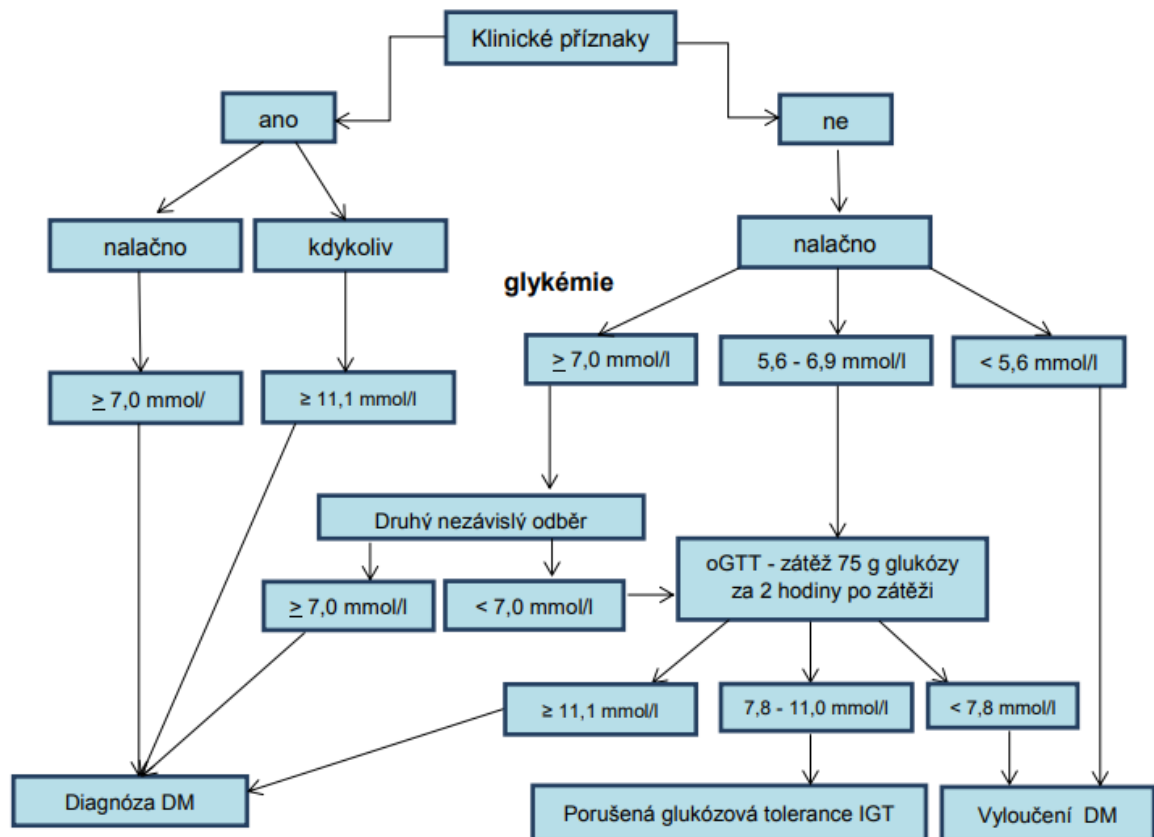 Klinické příznaky
ano
ne
nalačno
kdykoliv
nalačno
glykémie
≥ 7,0 mmol/l
5,6 - 6,9 mmol/l
< 5,6 mmol/l
≥ 7,0 mmol/
≥ 11,1 mmol/l
Druhý nezávislý odběr
oGTT - zátěž 75 g glukózy
za 2 hodiny po zátěži
≥ 7,0 mmol/l
< 7,0 mmol/l
≥ 11,1 mmol/l
7,8 - 11,0 mmol/l
< 7,8 mmol/l
Diagnóza DM
Porušená glukózová tolerance IGT
Vyloučení DM